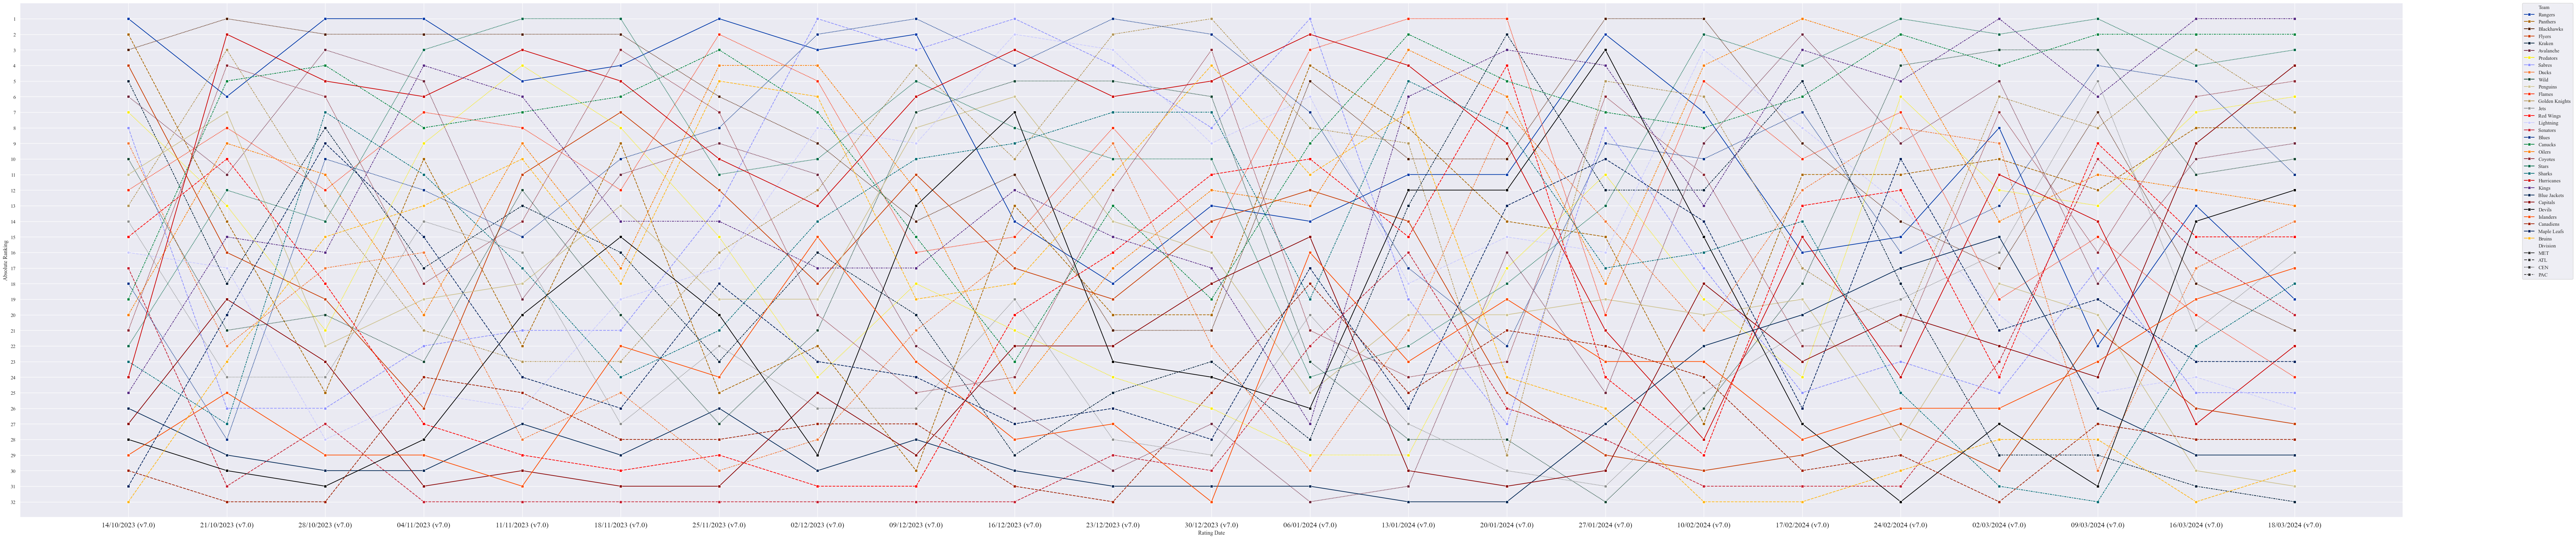 Absolute Ranking
1
2
3
4
5
6
7
8
9
10
11
12
13
14
15
16
17
18
19
20
21
22
23
24
25
26
27
28
29
30
31
32
14/10/2023 (v7.0) 21/10/2023 (v7.0) 28/10/2023 (v7.0) 04/11/2023 (v7.0) 11/11/2023 (v7.0) 18/11/2023 (v7.0) 25/11/2023 (v7.0) 02/12/2023 (v7.0) 09/12/2023 (v7.0) 16/12/2023 (v7.0) 23/12/2023 (v7.0) 30/12/2023 (v7.0) 06/01/2024 (v7.0) 13/01/2024 (v7.0) 20/01/2024 (v7.0) 27/01/2024 (v7.0) 10/02/2024 (v7.0) 17/02/2024 (v7.0) 24/02/2024 (v7.0) 02/03/2024 (v7.0) 09/03/2024 (v7.0) 16/03/2024 (v7.0) 18/03/2024 (v7.0)
Rating Date
Team
Rangers
Panthers
Blackhawks
Flyers
Kraken
Avalanche
Predators
Sabres
Ducks
Wild
Penguins
Flames
Golden Knights
Jets
Red Wings
Lightning
Senators
Blues
Canucks
Oilers
Coyotes
Stars
Sharks
Hurricanes
Kings
Blue Jackets
Capitals
Devils
Islanders
Canadiens
Maple Leafs
Bruins
Division
MET
ATL
CEN
PAC